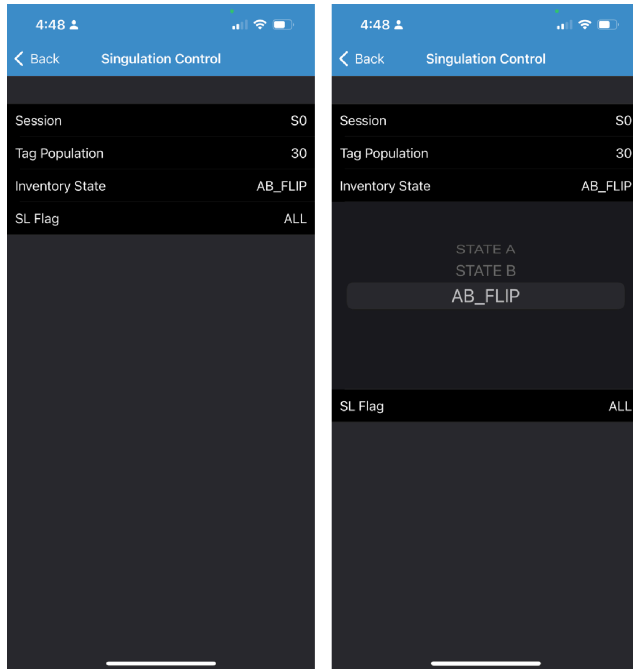 4:48
Back Singulation Control
Session S0
Tag Population 30
Inventory State AB_FLIP
SL Flag ALL
4:48
Back Singulation Control
Session S0
Tag Population 30
Inventory State AB_FLIP
STATE A
STATE B
AB_FLIP
SL Flag ALL